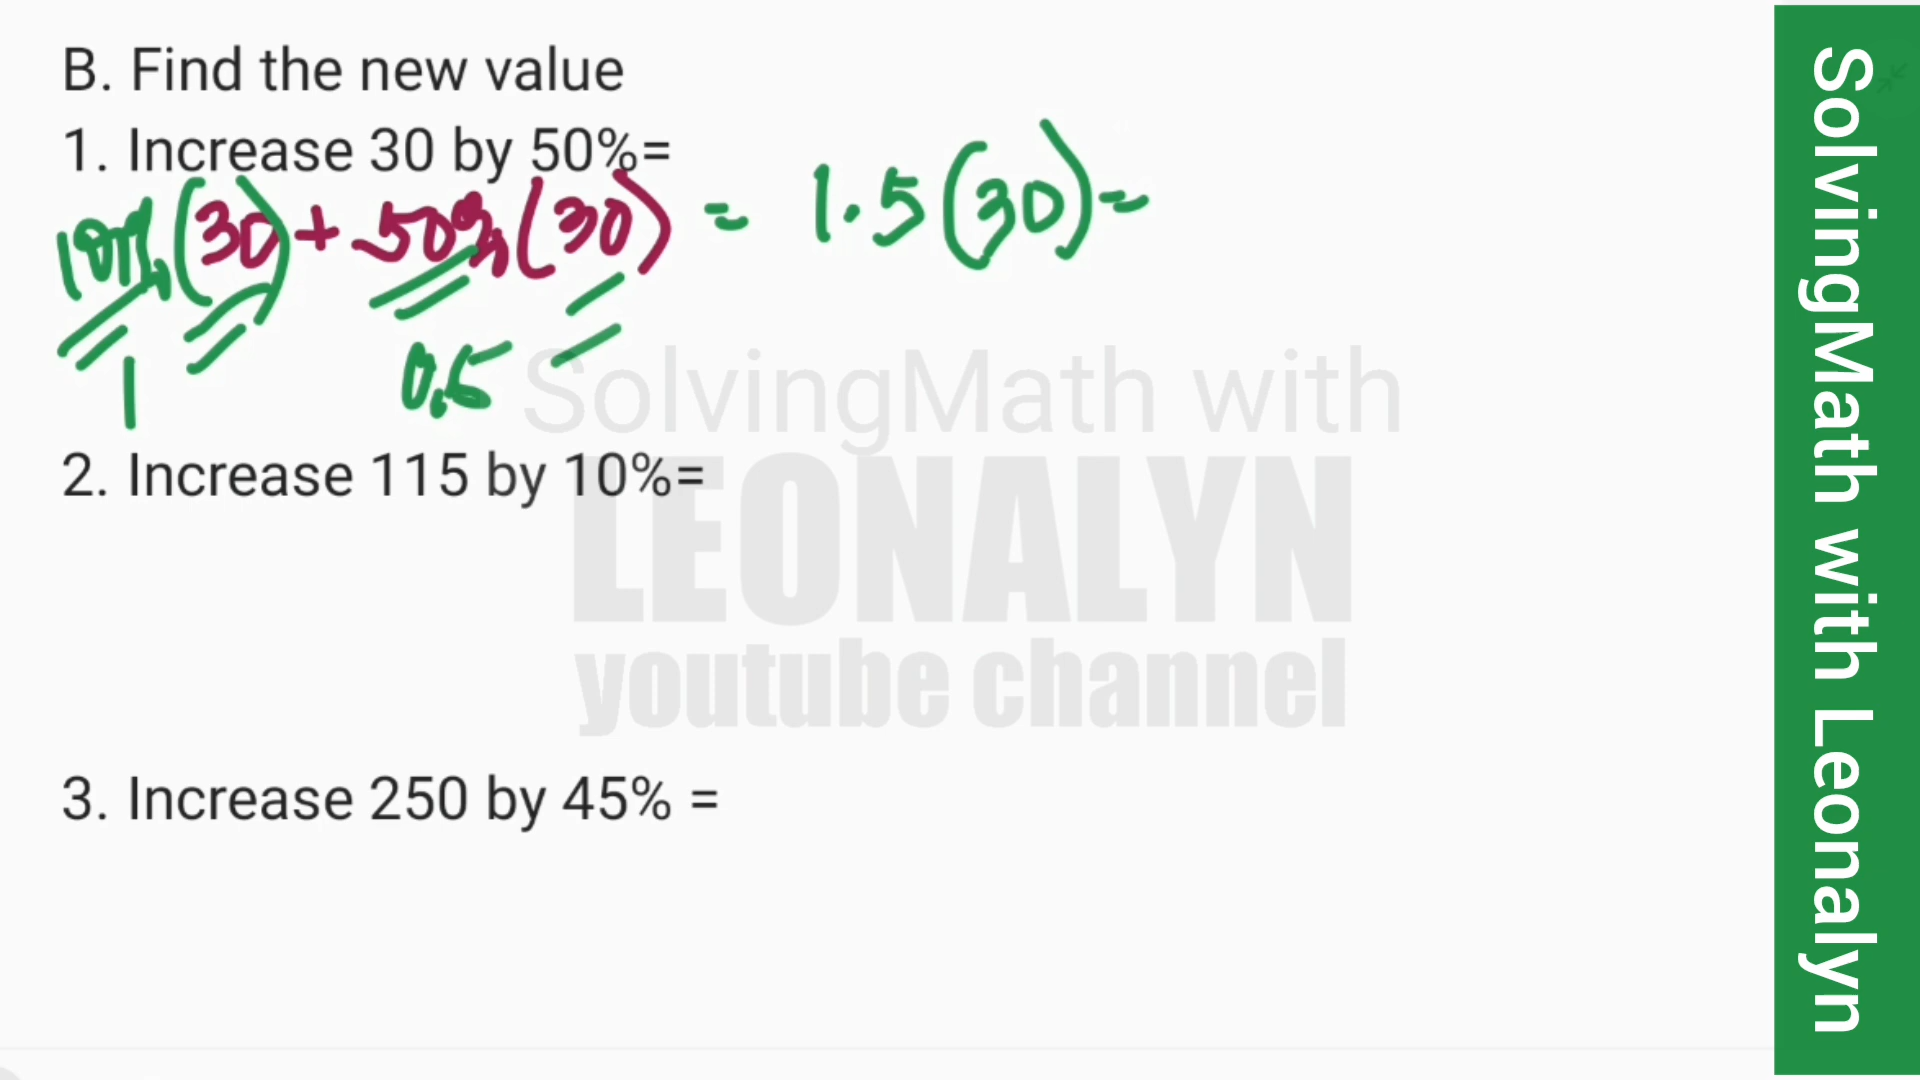 B. Find the new value
1. Increase 30 by 50%=
100% (30) + 50% (30) = 1.5 (30) =
1 0.5
SolvingMath with
2. Increase 115 by 10%=
LEONALYN
youtube channel
3. Increase 250 by 45% =
SolvingMath with Leonalyn